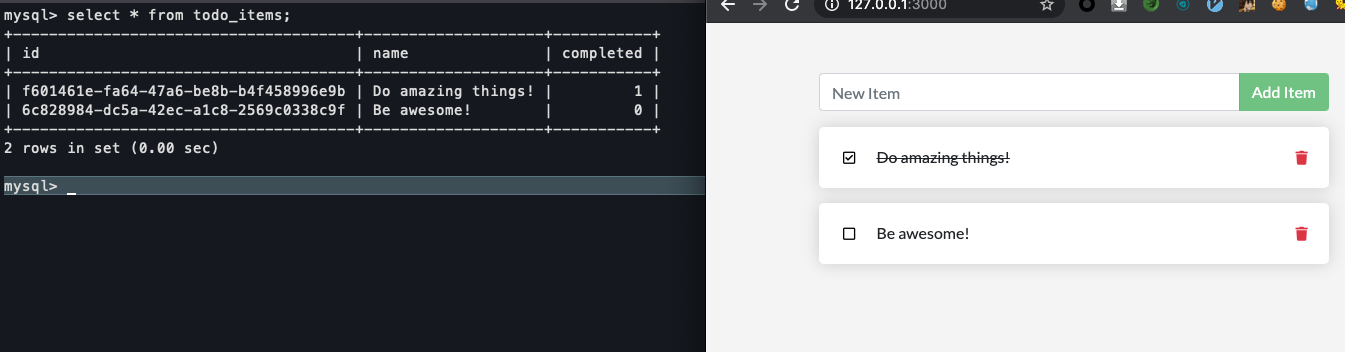 mysql> select * from todo_items;
+--------------------------------------+--------------------+-----------+
| id                                   | name               | completed |
+--------------------------------------+--------------------+-----------+
| f601461e-fa64-47a6-be8b-b4f458996e9b | Do amazing things! |         1 |
| 6c828984-dc5a-42ec-a1c8-2569c0338c9f | Be awesome!        |         0 |
+--------------------------------------+--------------------+-----------+
2 rows in set (0.00 sec)
mysql> _
127.0.0.1:3000
New Item
Add Item
Do amazing things!
Be awesome!